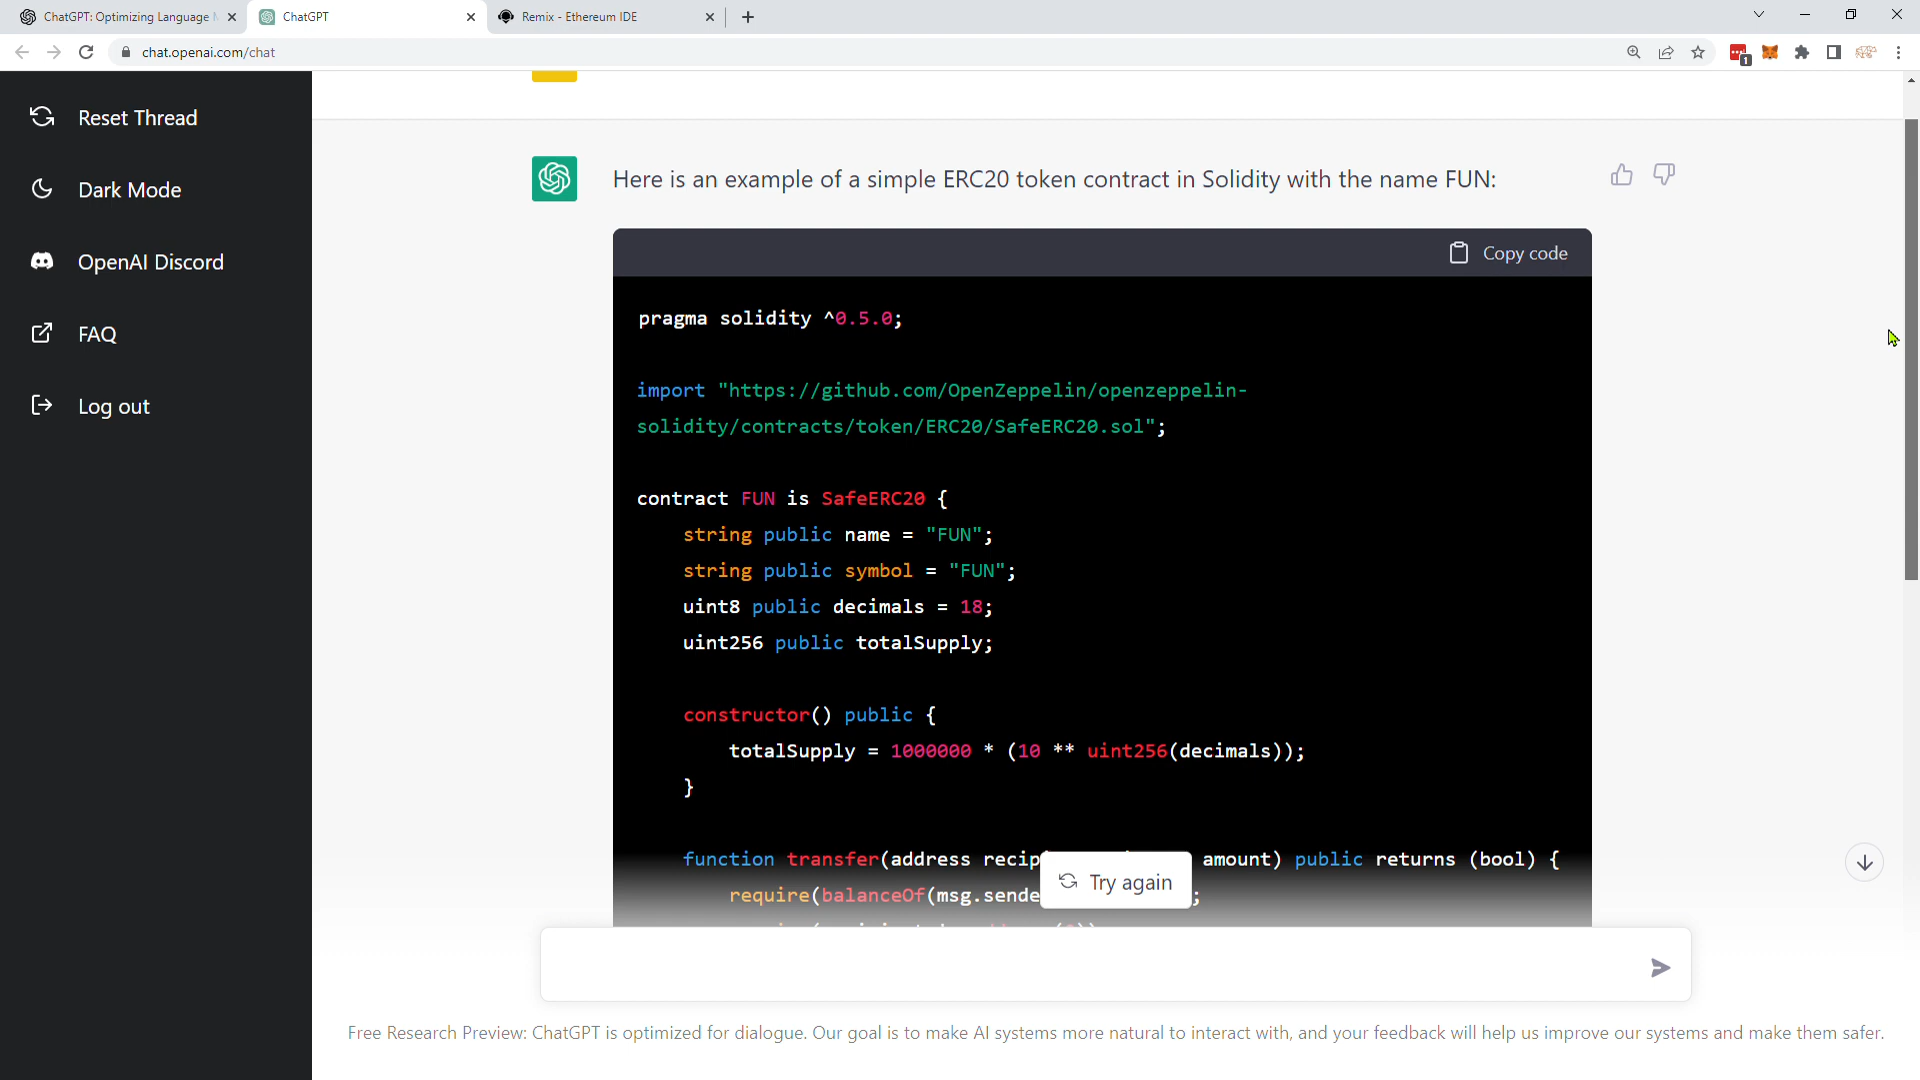 ChatGPT: Optimizing Language
ChatGPT
Remix - Ethereum IDE
chat.openai.com/chat
1
Reset Thread
Dark Mode
OpenAI Discord
FAQ
Log out
Here is an example of a simple ERC20 token contract in Solidity with the name FUN:
Copy code
pragma solidity ^0.5.0;
import "https://github.com/OpenZeppelin/openzeppelin-
solidity/contracts/token/ERC20/SafeERC20.sol";
contract FUN is SafeERC20 {
string public name = "FUN";
string public symbol = "FUN";
uint8 public decimals = 18;
uint256 public totalSupply;
constructor() public {
totalSupply = 1000000 * (10 ** uint256(decimals));
}
function transfer(address recip amount) public returns (bool) {
require(balanceOf(msg.sende ;
Try again
Free Research Preview: ChatGPT is optimized for dialogue. Our goal is to make AI systems more natural to interact with, and your feedback will help us improve our systems and make them safer.